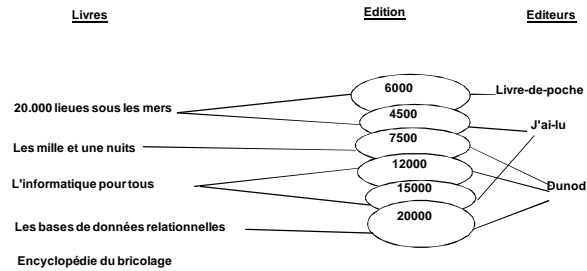 Livres Edition Editeurs
6000 Livre-de-poche
20.000 lieues sous les mers 4500 J'ai-lu
Les mille et une nuits 7500
12000
L'informatique pour tous 15000 Dunod
20000
Les bases de données relationnelles
Encyclopédie du bricolage